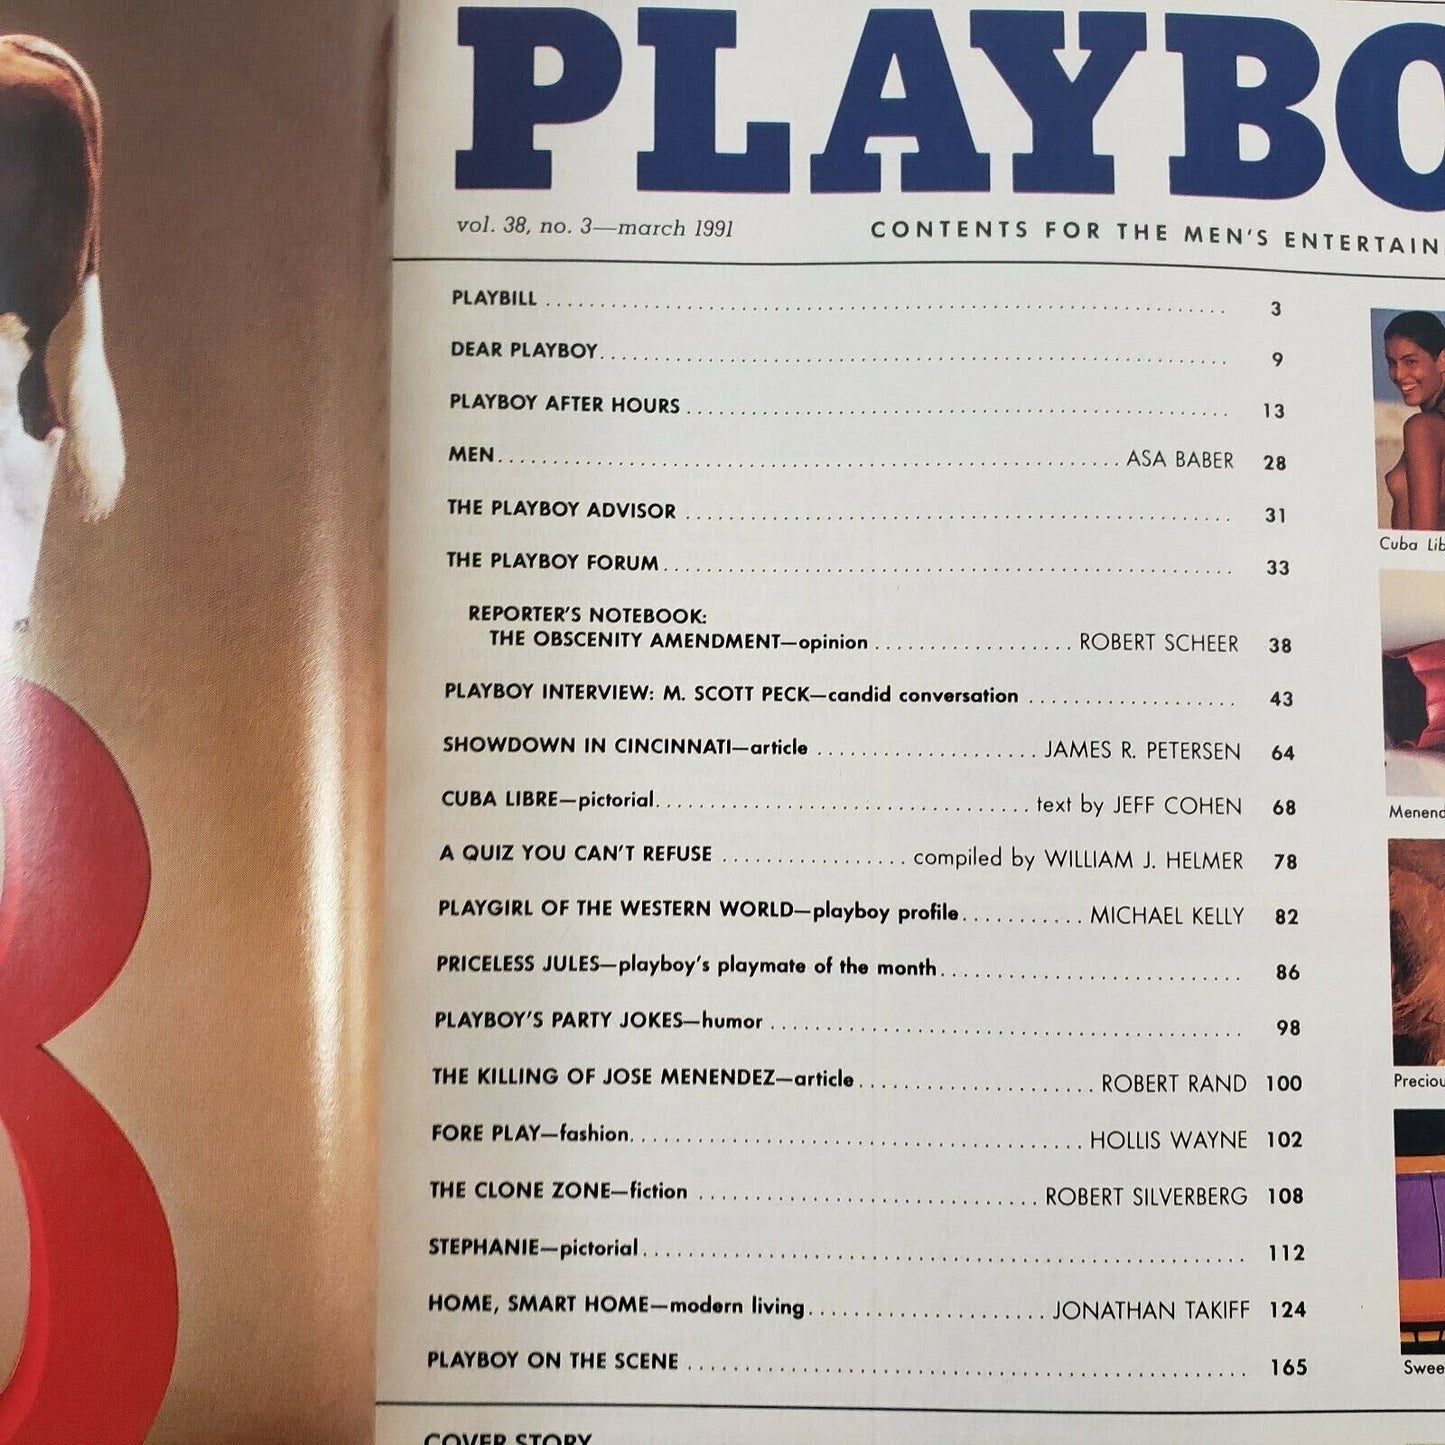 PLAYBO
vol. 38, no. 3—march 1991
CONTENTS FOR THE MEN'S ENTERTAIN
PLAYBILL 3
DEAR PLAYBOY 9
PLAYBOY AFTER HOURS 13
MEN ASA BABER 28
THE PLAYBOY ADVISOR 31
THE PLAYBOY FORUM 33
REPORTER'S NOTEBOOK:
THE OBSCENITY AMENDMENT—opinion ROBERT SCHEER 38
PLAYBOY INTERVIEW: M. SCOTT PECK—candid conversation 43
SHOWDOWN IN CINCINNATI—article JAMES R. PETERSEN 64
CUBA LIBRE—pictorial text by JEFF COHEN 68
A QUIZ YOU CAN'T REFUSE compiled by WILLIAM J. HELMER 78
PLAYGIRL OF THE WESTERN WORLD—playboy profile MICHAEL KELLY 82
PRICELESS JULES—playboy's playmate of the month 86
PLAYBOY'S PARTY JOKES—humor 98
THE KILLING OF JOSE MENENDEZ—article ROBERT RAND 100
FORE PLAY—fashion HOLLIS WAYNE 102
THE CLONE ZONE—fiction ROBERT SILVERBERG 108
STEPHANIE—pictorial 112
HOME, SMART HOME—modern living JONATHAN TAKIFF 124
PLAYBOY ON THE SCENE 165
COVER STORY
Cuba Lib
Menend
Preciou
Swee